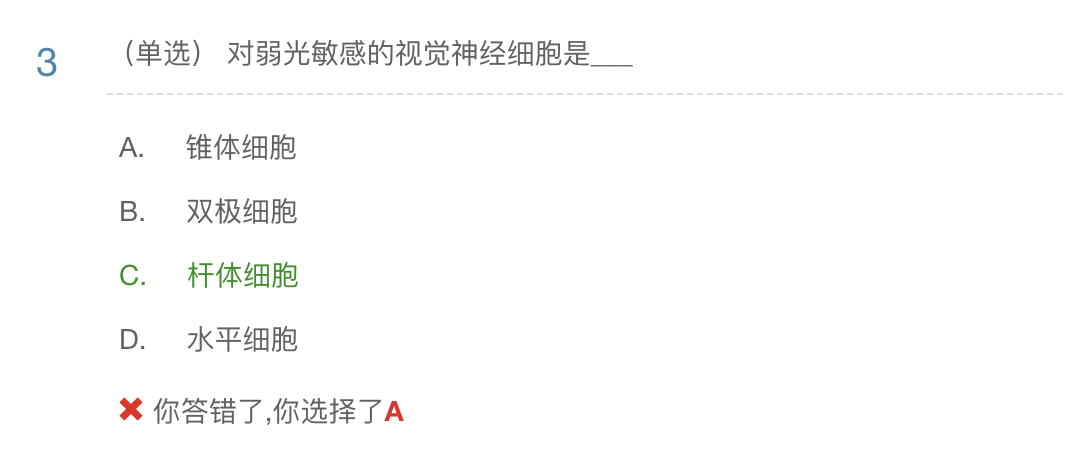 3 （单选） 对弱光敏感的视觉神经细胞是___
A. 锥体细胞
B. 双极细胞
C. 杆体细胞
D. 水平细胞
✖ 你答错了,你选择了A